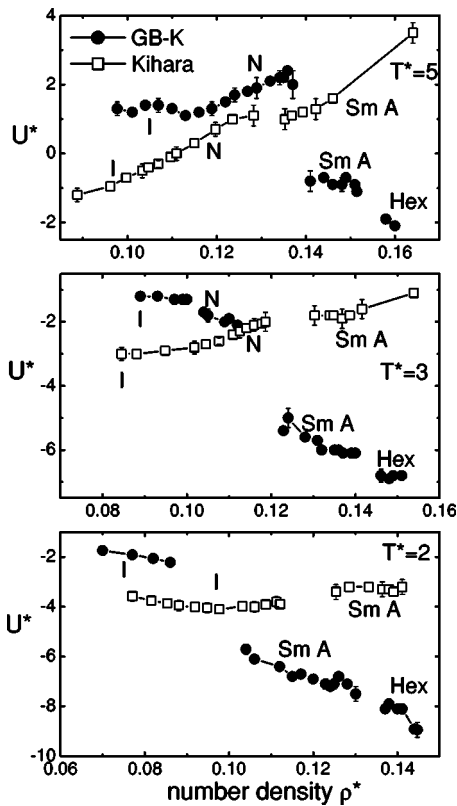 4
GB-K
Kihara
N
T*=5
2
I
Sm A
U*
N
0
I
Sm A
Hex
-2
0.10 0.12 0.14 0.16
N
-2
I
N
Sm A
T*=3
I
U*
-4
Sm A
Hex
-6
0.08 0.10 0.12 0.14 0.16
T*=2
-2
I
I
U*
-4
Sm A
-6
Sm A
Hex
-8
-10
0.08 0.10 0.12 0.14 0.16
number density ρ*